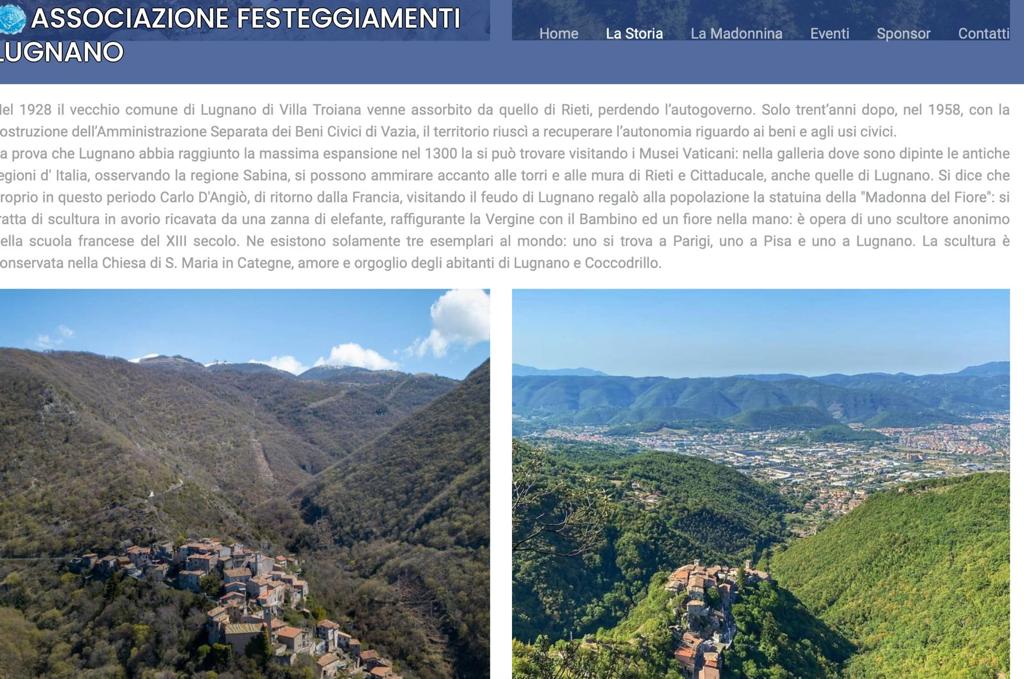 ASSOCIAZIONE FESTEGGIAMENTI
LUGNANO
Home La Storia La Madonnina Eventi Sponsor Contatti
el 1928 il vecchio comune di Lugnano di Villa Troiana venne assorbito da quello di Rieti, perdendo l'autogoverno. Solo trent'anni dopo, nel 1958, con la
ostruzione dell'Amministrazione Separata dei Beni Civici di Vazia, il territorio riuscì a recuperare l'autonomia riguardo ai beni e agli usi civici.
a prova che Lugnano abbia raggiunto la massima espansione nel 1300 la si può trovare visitando i Musei Vaticani: nella galleria dove sono dipinte le antiche
egioni d' Italia, osservando la regione Sabina, si possono ammirare accanto alle torri e alle mura di Rieti e Cittaducale, anche quelle di Lugnano. Si dice che
roprio in questo periodo Carlo D'Angiò, di ritorno dalla Francia, visitando il feudo di Lugnano regalò alla popolazione la statuina della "Madonna del Fiore": si
ratta di scultura in avorio ricavata da una zanna di elefante, raffigurante la Vergine con il Bambino ed un fiore nella mano: è opera di uno scultore anonimo
ella scuola francese del XIII secolo. Ne esistono solamente tre esemplari al mondo: uno si trova a Parigi, uno a Pisa e uno a Lugnano. La scultura è
onservata nella Chiesa di S. Maria in Categne, amore e orgoglio degli abitanti di Lugnano e Coccodrillo.